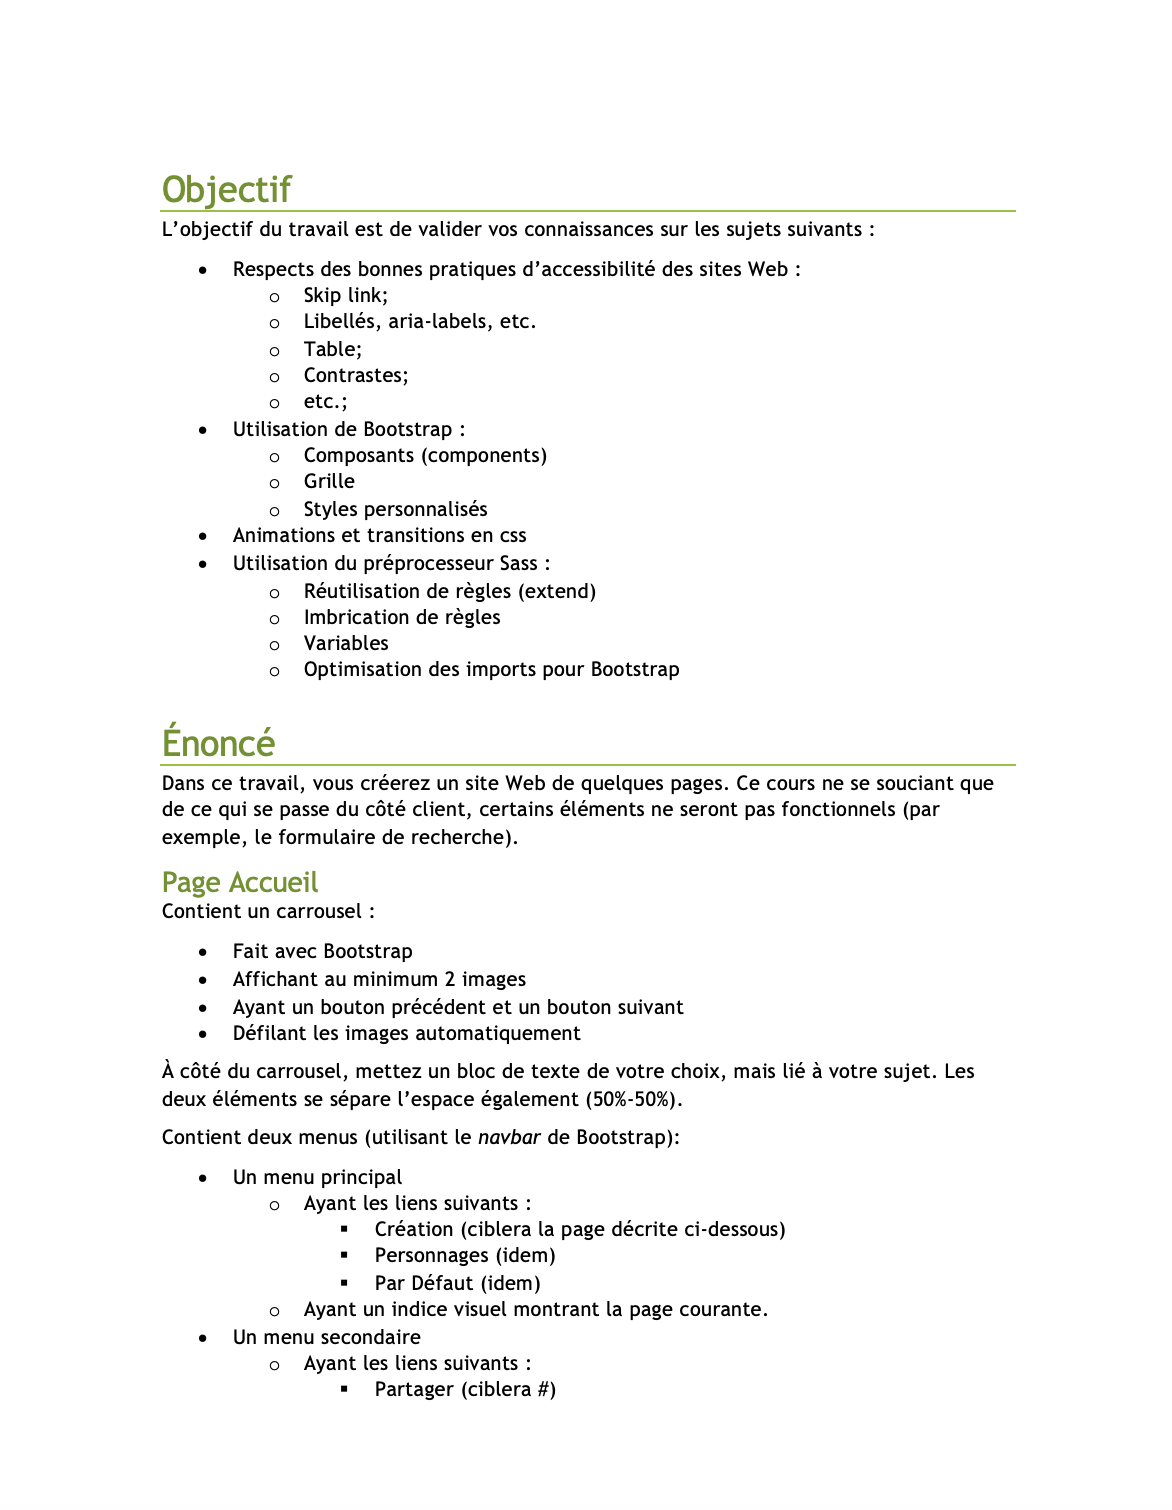 Objectif
L’objectif du travail est de valider vos connaissances sur les sujets suivants :
• Respects des bonnes pratiques d’accessibilité des sites Web :
o Skip link;
o Libellés, aria-labels, etc.
o Table;
o Contrastes;
o etc.;
• Utilisation de Bootstrap :
o Composants (components)
o Grille
o Styles personnalisés
• Animations et transitions en css
• Utilisation du préprocesseur Sass :
o Réutilisation de règles (extend)
o Imbrication de règles
o Variables
o Optimisation des imports pour Bootstrap
Énoncé
Dans ce travail, vous créerez un site Web de quelques pages. Ce cours ne se souciant que
de ce qui se passe du côté client, certains éléments ne seront pas fonctionnels (par
exemple, le formulaire de recherche).
Page Accueil
Contient un carrousel :
• Fait avec Bootstrap
• Affichant au minimum 2 images
• Ayant un bouton précédent et un bouton suivant
• Défilant les images automatiquement
À côté du carrousel, mettez un bloc de texte de votre choix, mais lié à votre sujet. Les
deux éléments se sépare l’espace également (50%-50%).
Contient deux menus (utilisant le navbar de Bootstrap):
• Un menu principal
o Ayant les liens suivants :
▪ Création (ciblera la page décrite ci-dessous)
▪ Personnages (idem)
▪ Par Défaut (idem)
o Ayant un indice visuel montrant la page courante.
• Un menu secondaire
o Ayant les liens suivants :
▪ Partager (ciblera #)